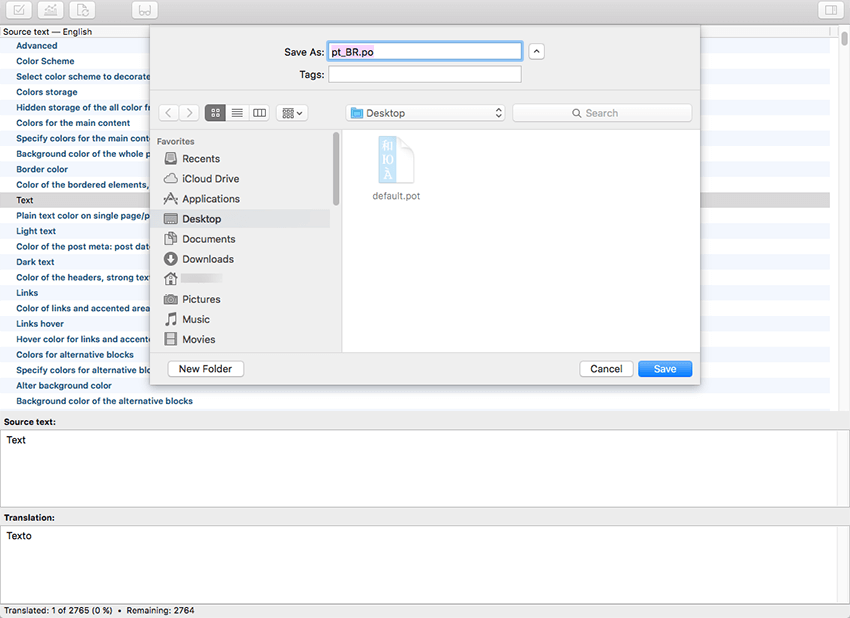 Source text — English
Advanced
Color Scheme
Select color scheme to decorate
Colors storage
Hidden storage of the all color f
Colors for the main content
Specify colors for the main cont
Background color of the whole p
Border color
Color of the bordered elements,
Text
Plain text color on single page/p
Light text
Color of the post meta: post dat
Dark text
Color of the headers, strong tex
Links
Color of links and accented area
Links hover
Hover color for links and accent
Colors for alternative blocks
Specify colors for alternative blo
Alter background color
Background color of the alternative blocks
Save As: pt_BR.po
Tags:
Desktop
Search
Favorites
Recents
iCloud Drive
Applications
Desktop
Documents
Downloads
Pictures
Music
Movies
default.pot
New Folder
Cancel
Save
Source text:
Text
Translation:
Texto
Translated: 1 of 2765 (0 %) • Remaining: 2764